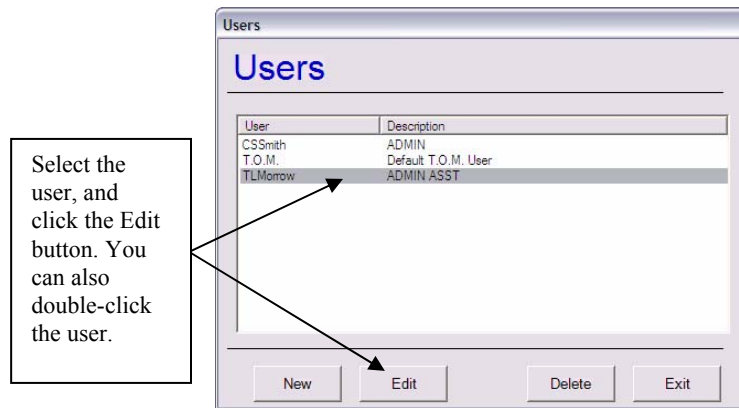 Users
Users
User Description
CSSmith ADMIN
T.O.M. Default T.O.M. User
TLMorrow ADMIN ASST
Select the
user, and
click the Edit
button. You
can also
double-click
the user.
New Edit Delete Exit